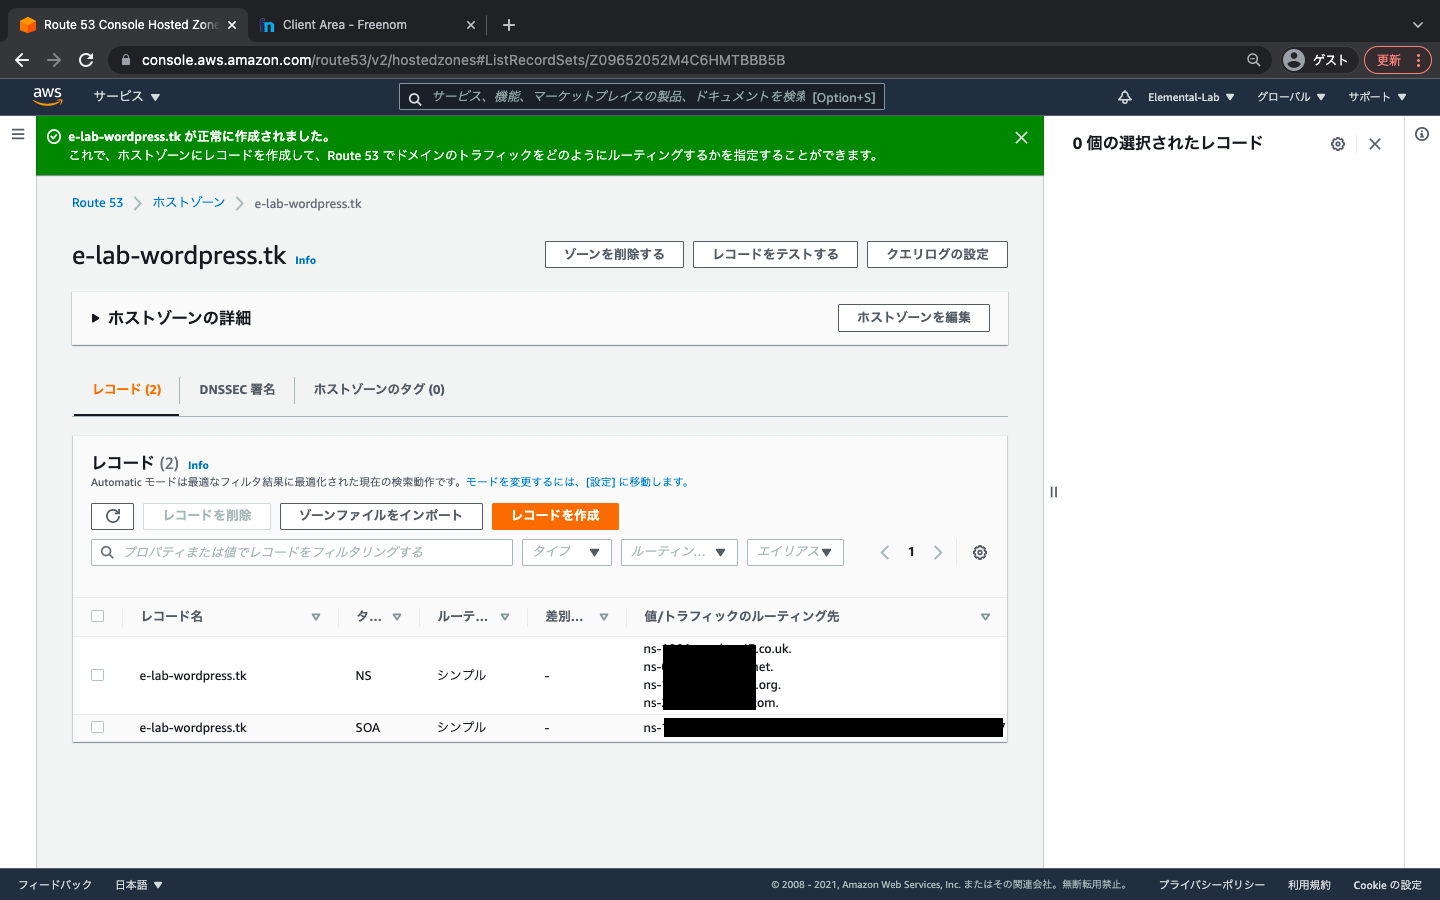 Route 53 Console Hosted Zone
Client Area - Freenom
console.aws.amazon.com/route53/v2/hostedzones#ListRecordSets/Z09652052M4C6HMTBBB5B
ゲスト
更新
aws
サービス
サービス、機能、マーケットプレイスの製品、ドキュメントを検索 [Option+S]
Elemental-Lab
グローバル
サポート
e-lab-wordpress.tk が正常に作成されました。
これで、ホストゾーンにレコードを作成して、Route 53 でドメインのトラフィックをどのようにルーティングするかを指定することができます。
0 個の選択されたレコード
Route 53
ホストゾーン
e-lab-wordpress.tk
e-lab-wordpress.tk Info
ゾーンを削除する
レコードをテストする
クエリログの設定
ホストゾーンの詳細
ホストゾーンを編集
レコード (2)
DNSSEC 署名
ホストゾーンのタグ (0)
レコード (2) Info
Automatic モードは最適なフィルタ結果に最適化された現在の検索動作です。モードを変更するには、[設定] に移動します。
レコードを削除
ゾーンファイルをインポート
レコードを作成
プロパティまたは値でレコードをフィルタリングする
タイプ
ルーティン...
エイリアス
1
レコード名
タ...
ルーテ...
差別...
値/トラフィックのルーティング先
e-lab-wordpress.tk
NS
シンプル
-
ns- .co.uk.
ns- net.
ns- .org.
ns- com.
e-lab-wordpress.tk
SOA
シンプル
-
ns-
フィードバック
日本語
© 2008 - 2021, Amazon Web Services, Inc. またはその関連会社。無断転用禁止。
プライバシーポリシー
利用規約
Cookie の設定